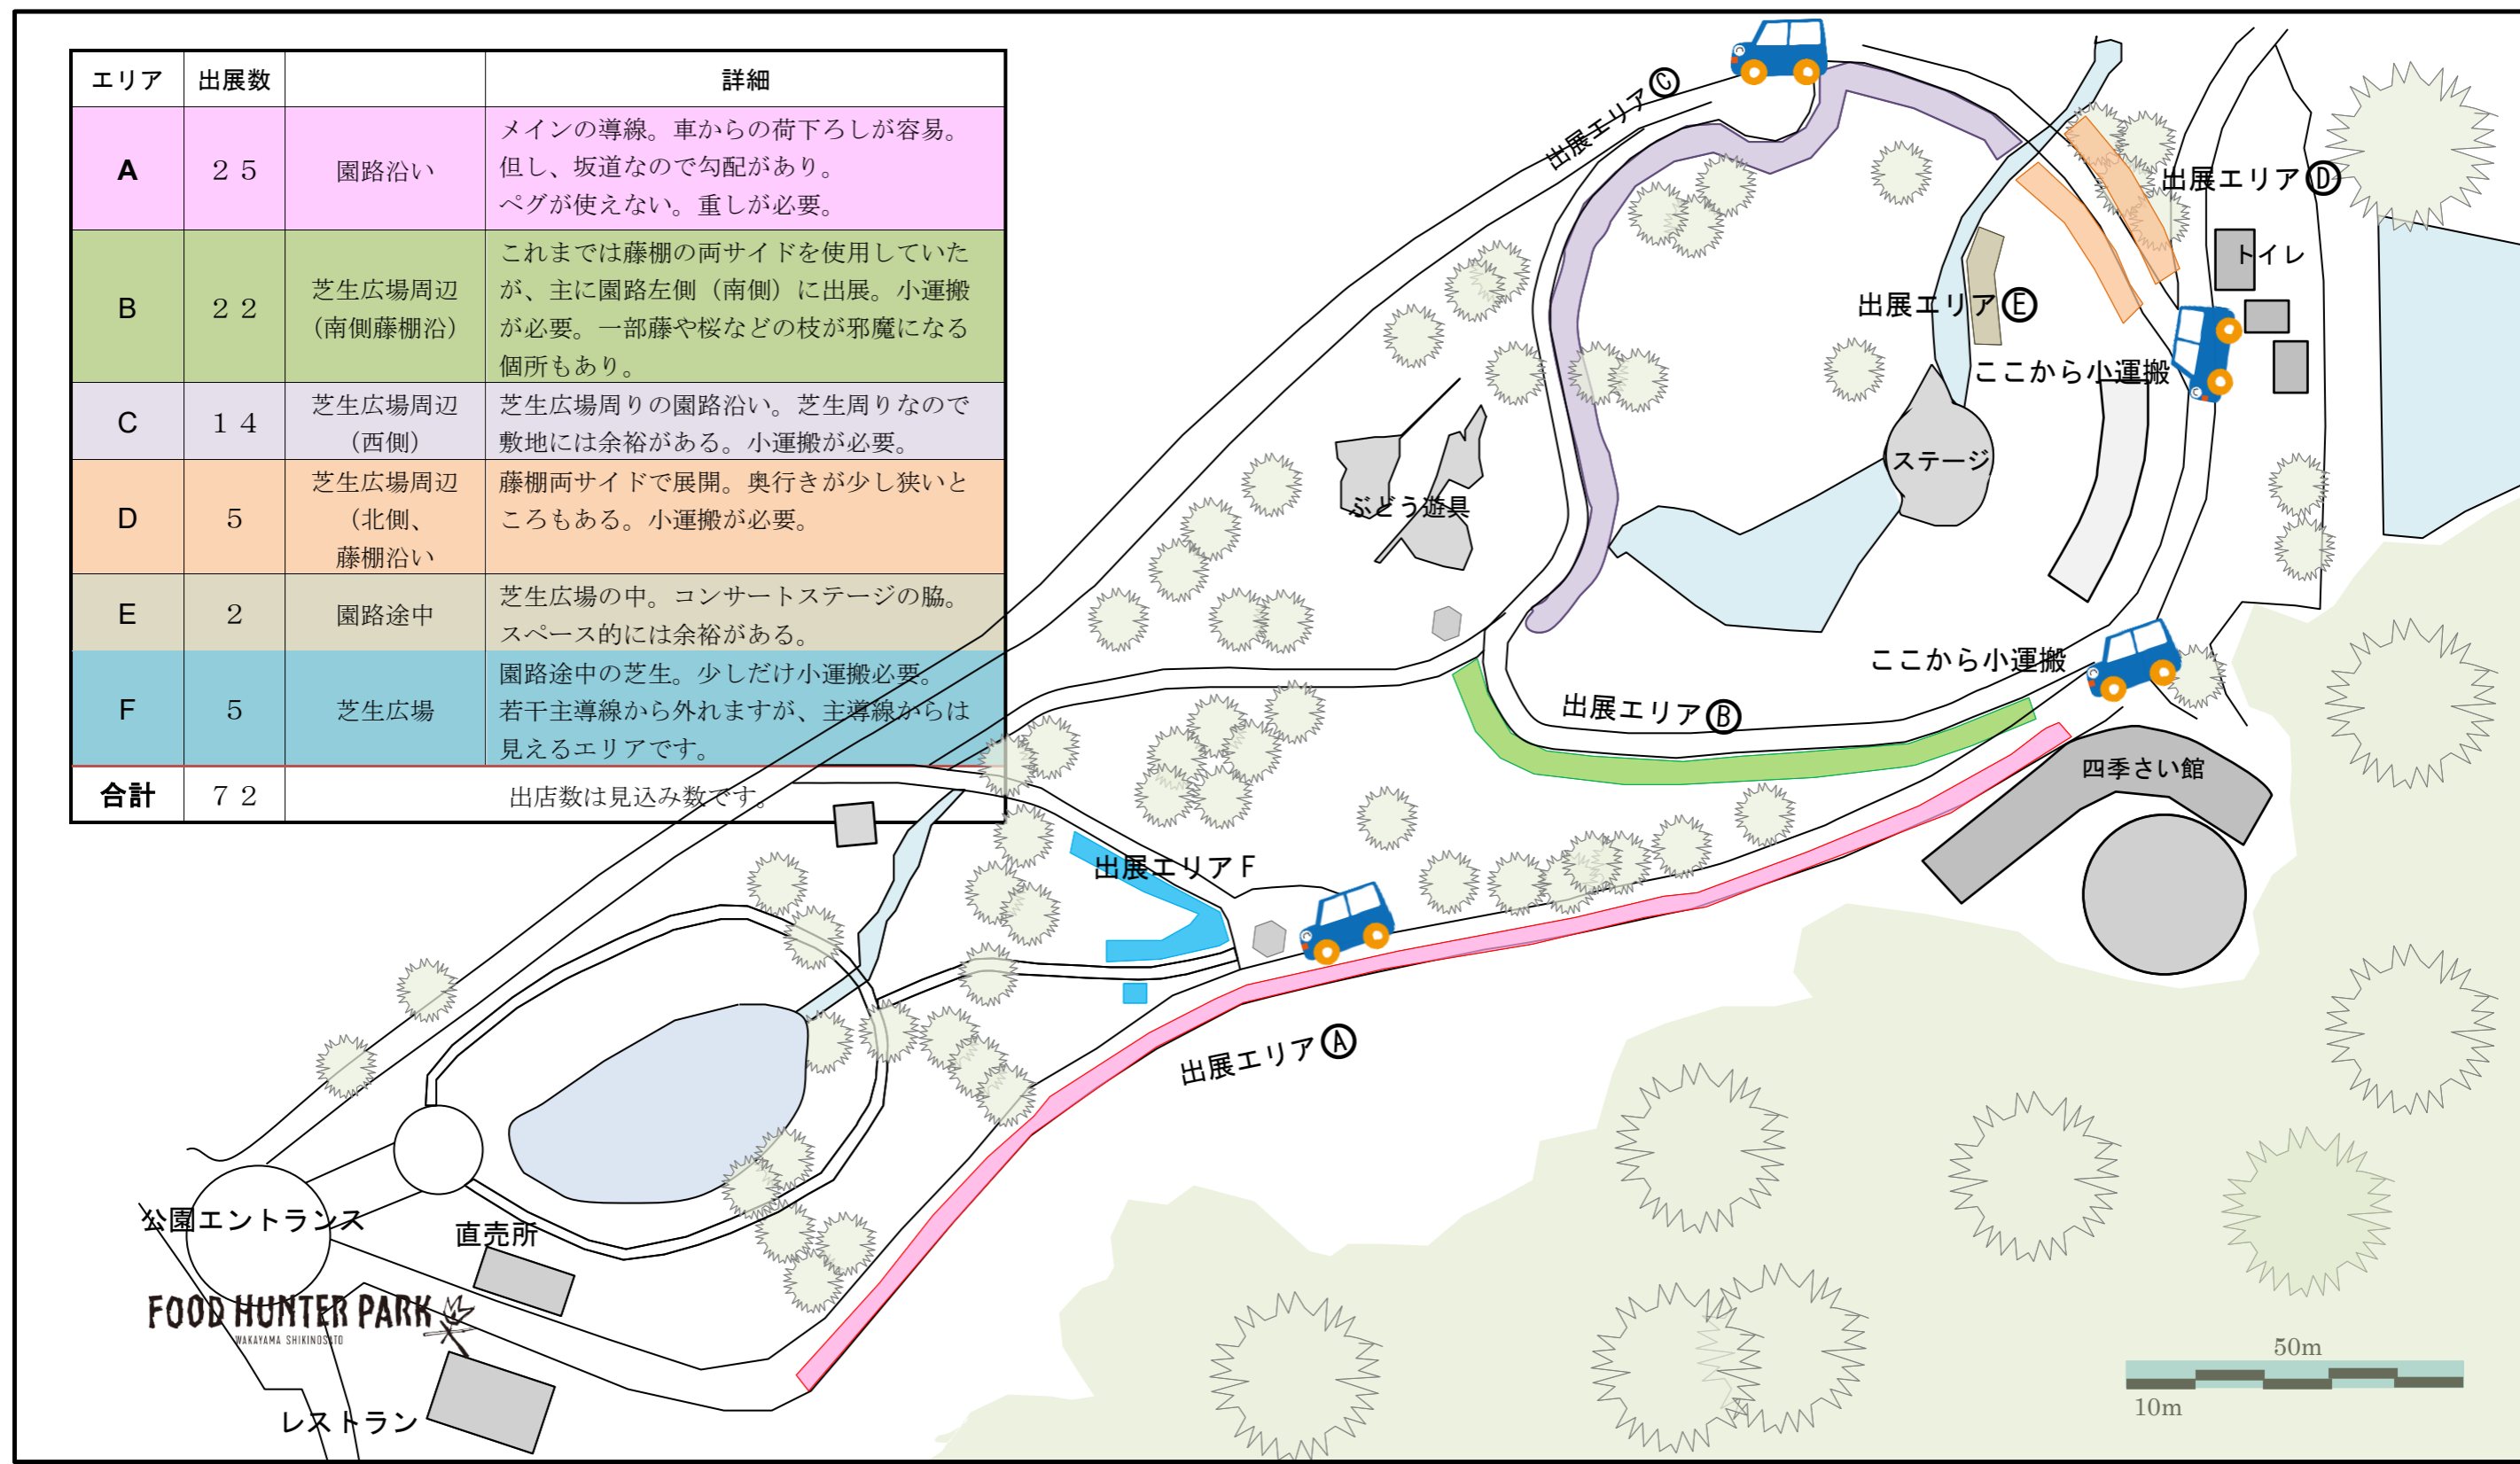 エリア 出展数 詳細
A ２５ 園路沿い
メインの導線。車からの荷下ろしが容易。
但し、坂道なので勾配があり。
ペグが使えない。重しが必要。
B ２２ 芝生広場周辺
（南側藤棚沿）
これまでは藤棚の両サイドを使用していた
が、主に園路左側（南側）に出展。小運搬
が必要。一部藤や桜などの枝が邪魔になる
個所もあり。
C １４ 芝生広場周辺
（西側）
芝生広場周りの園路沿い。芝生周りなので
敷地には余裕がある。小運搬が必要。
D ５ 芝生広場周辺
（北側、
藤棚沿い
藤棚両サイドで展開。奥行きが少し狭いと
ころもある。小運搬が必要。
E ２ 園路途中
芝生広場の中。コンサートステージの脇。
スペース的には余裕がある。
F ５ 芝生広場
園路途中の芝生。少しだけ小運搬必要。
若干主導線から外れますが、主導線からは
見えるエリアです。
合計 ７２ 出店数は見込み数です。
出展エリアⒸ
出展エリアⒹ
トイレ
出展エリアⒺ
ここから小運搬
ステージ
ぶどう遊具
ここから小運搬
出展エリアⒷ
四季さい館
出展エリアF
出展エリアⒶ
公園エントランス
直売所
FOOD HUNTER PARK
WAKAYAMA SHIKINOSATO
レストラン
50m
10m